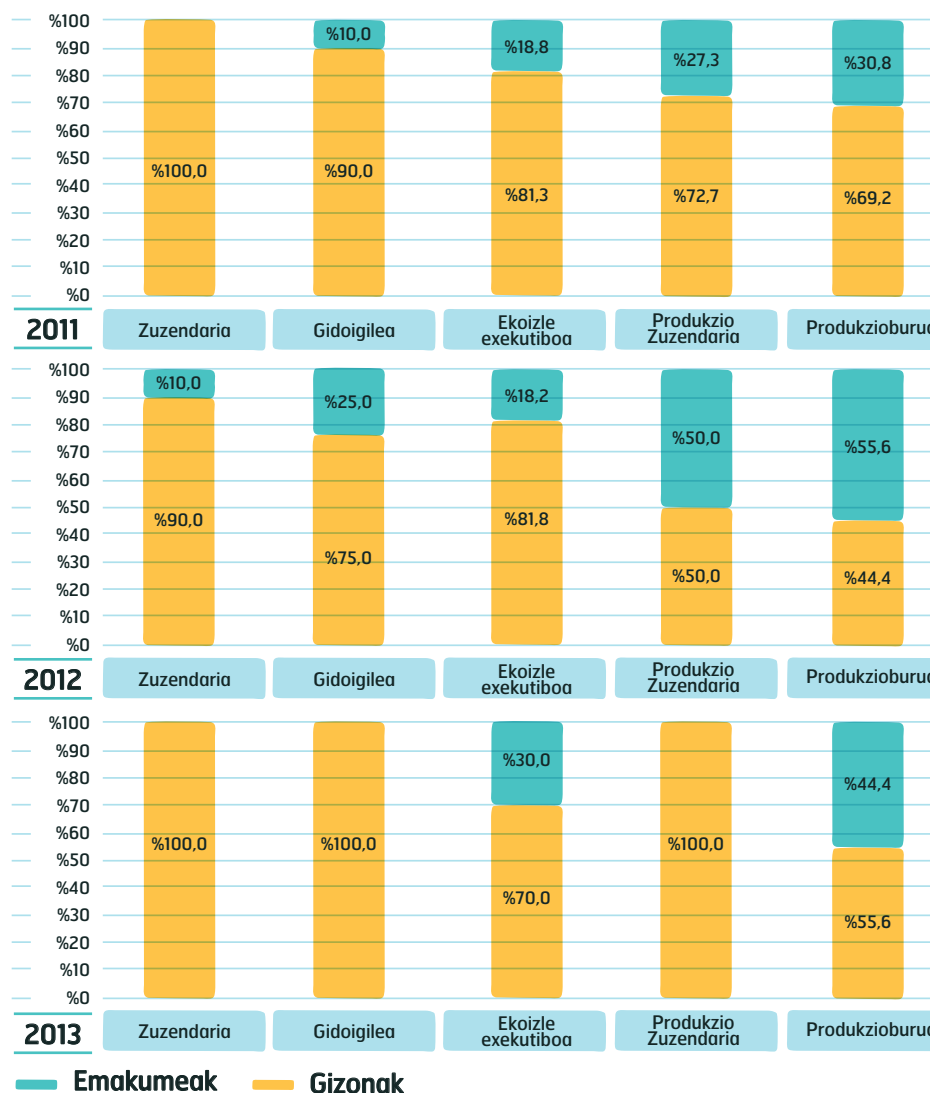 %100
%90
%80
%70
%60
%50
%40
%30
%20
%10
%0
%100,0
%10,0
%90,0
%18,8
%81,3
%27,3
%72,7
%30,8
%69,2
2011
Zuzendaria
Gidoigilea
Ekoizle
exekutiboa
Produkzio
Zuzendaria
Produkzioburua
%100
%90
%80
%70
%60
%50
%40
%30
%20
%10
%0
%10,0
%90,0
%25,0
%75,0
%18,2
%81,8
%50,0
%50,0
%55,6
%44,4
2012
Zuzendaria
Gidoigilea
Ekoizle
exekutiboa
Produkzio
Zuzendaria
Produkzioburua
%100
%90
%80
%70
%60
%50
%40
%30
%20
%10
%0
%100,0
%100,0
%30,0
%70,0
%100,0
%44,4
%55,6
2013
Zuzendaria
Gidoigilea
Ekoizle
exekutiboa
Produkzio
Zuzendaria
Produkzioburua
Emakumeak
Gizonak